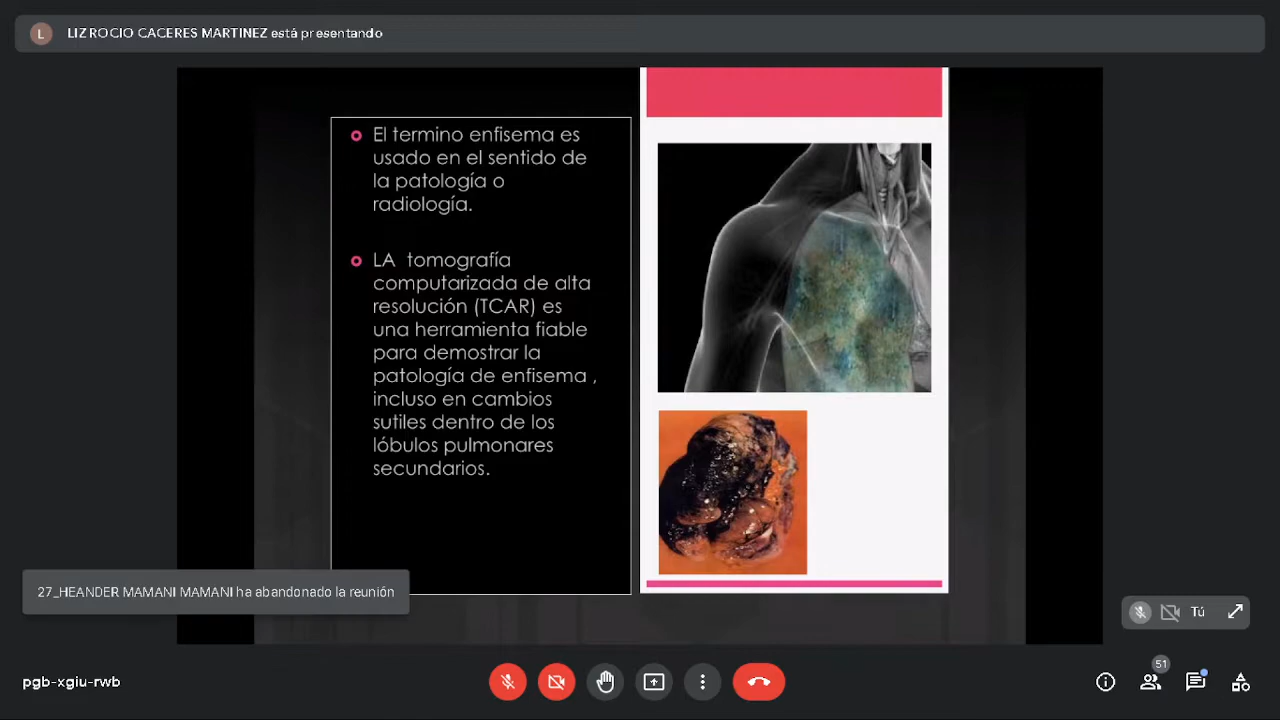 L
LIZ ROCIO CACERES MARTINEZ está presentando
El termino enfisema es
usado en el sentido de
la patología o
radiología.
LA tomografía
computarizada de alta
resolución (TCAR) es
una herramienta fiable
para demostrar la
patología de enfisema ,
incluso en cambios
sutiles dentro de los
lóbulos pulmonares
secundarios.
27_HEANDER MAMANI MAMANI ha abandonado la reunión
Tú
pgb-xgiu-rwb
51